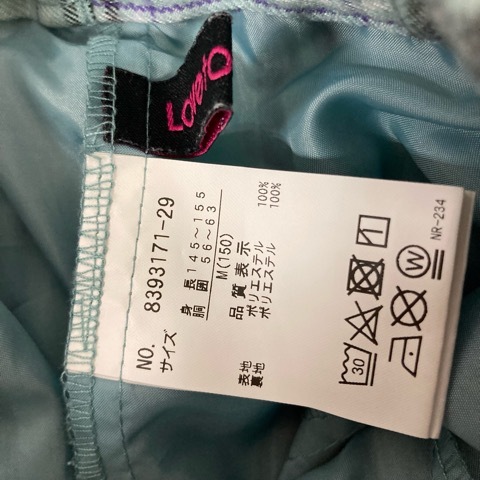 Lovet
NO. 8393171-29
サイズ
身長 145～155
胴囲 56～63
M(150)
品質表示
表地 ポリエステル 100%
裏地 ポリエステル 100%
30
W
NR-234